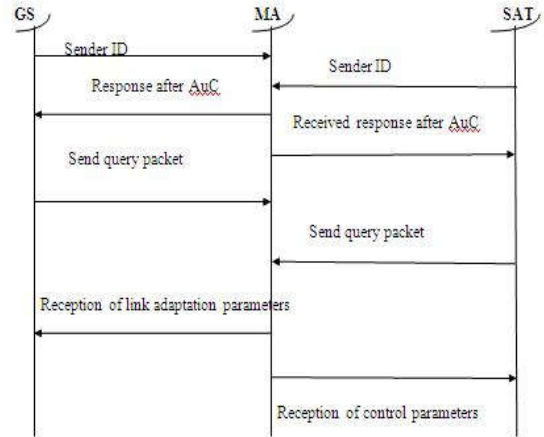 GS MA SAT
Sender ID
Sender ID
Response after AuC
Received response after AuC
Send query packet
Send query packet
Reception of link adaptation parameters
Reception of control parameters